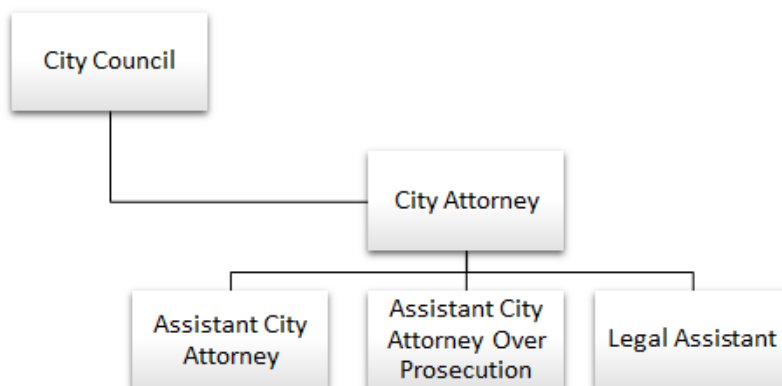 City Council
City Attorney
Assistant City
Attorney
Assistant City
Attorney Over
Prosecution
Legal Assistant